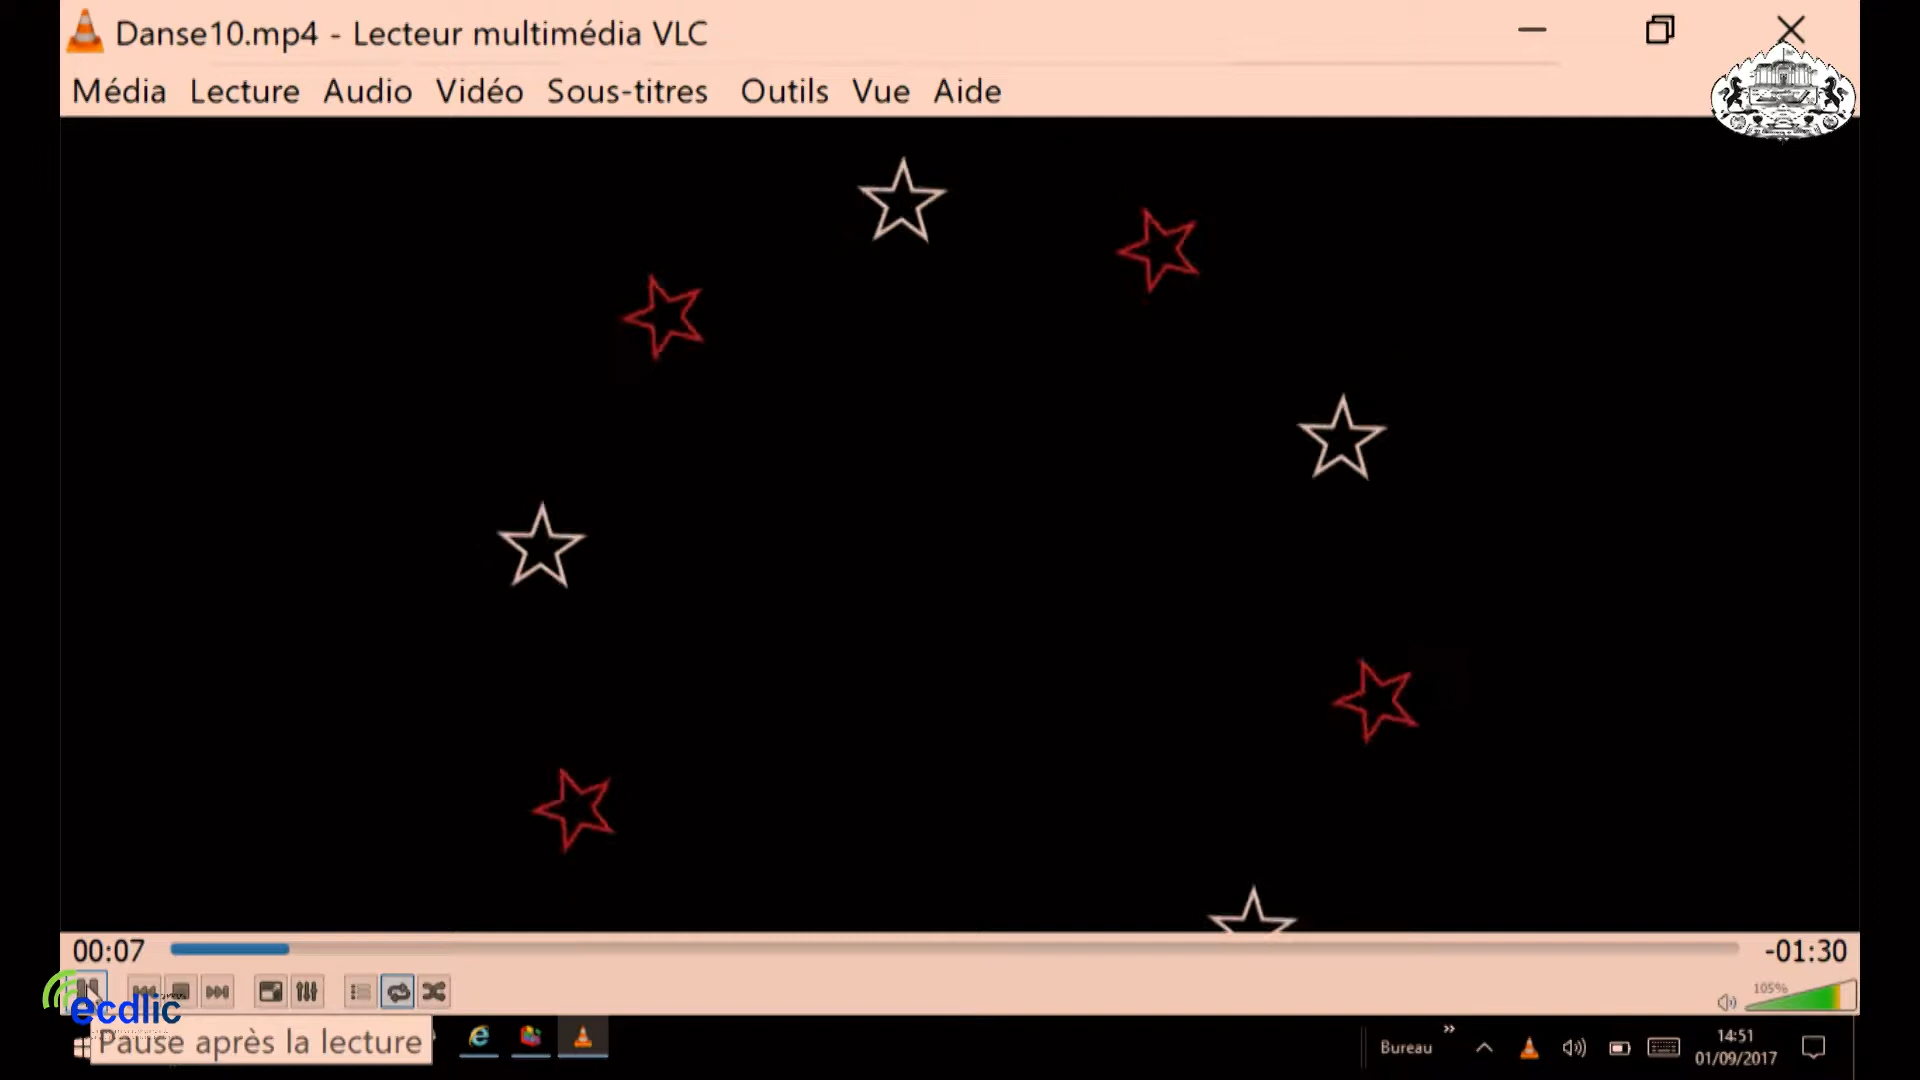 Danse10.mp4 - Lecteur multimédia VLC
Média Lecture Audio Vidéo Sous-titres Outils Vue Aide
00:07
-01:30
105%
ecdlic
Pause après la lecture
Bureau
14:51
01/09/2017